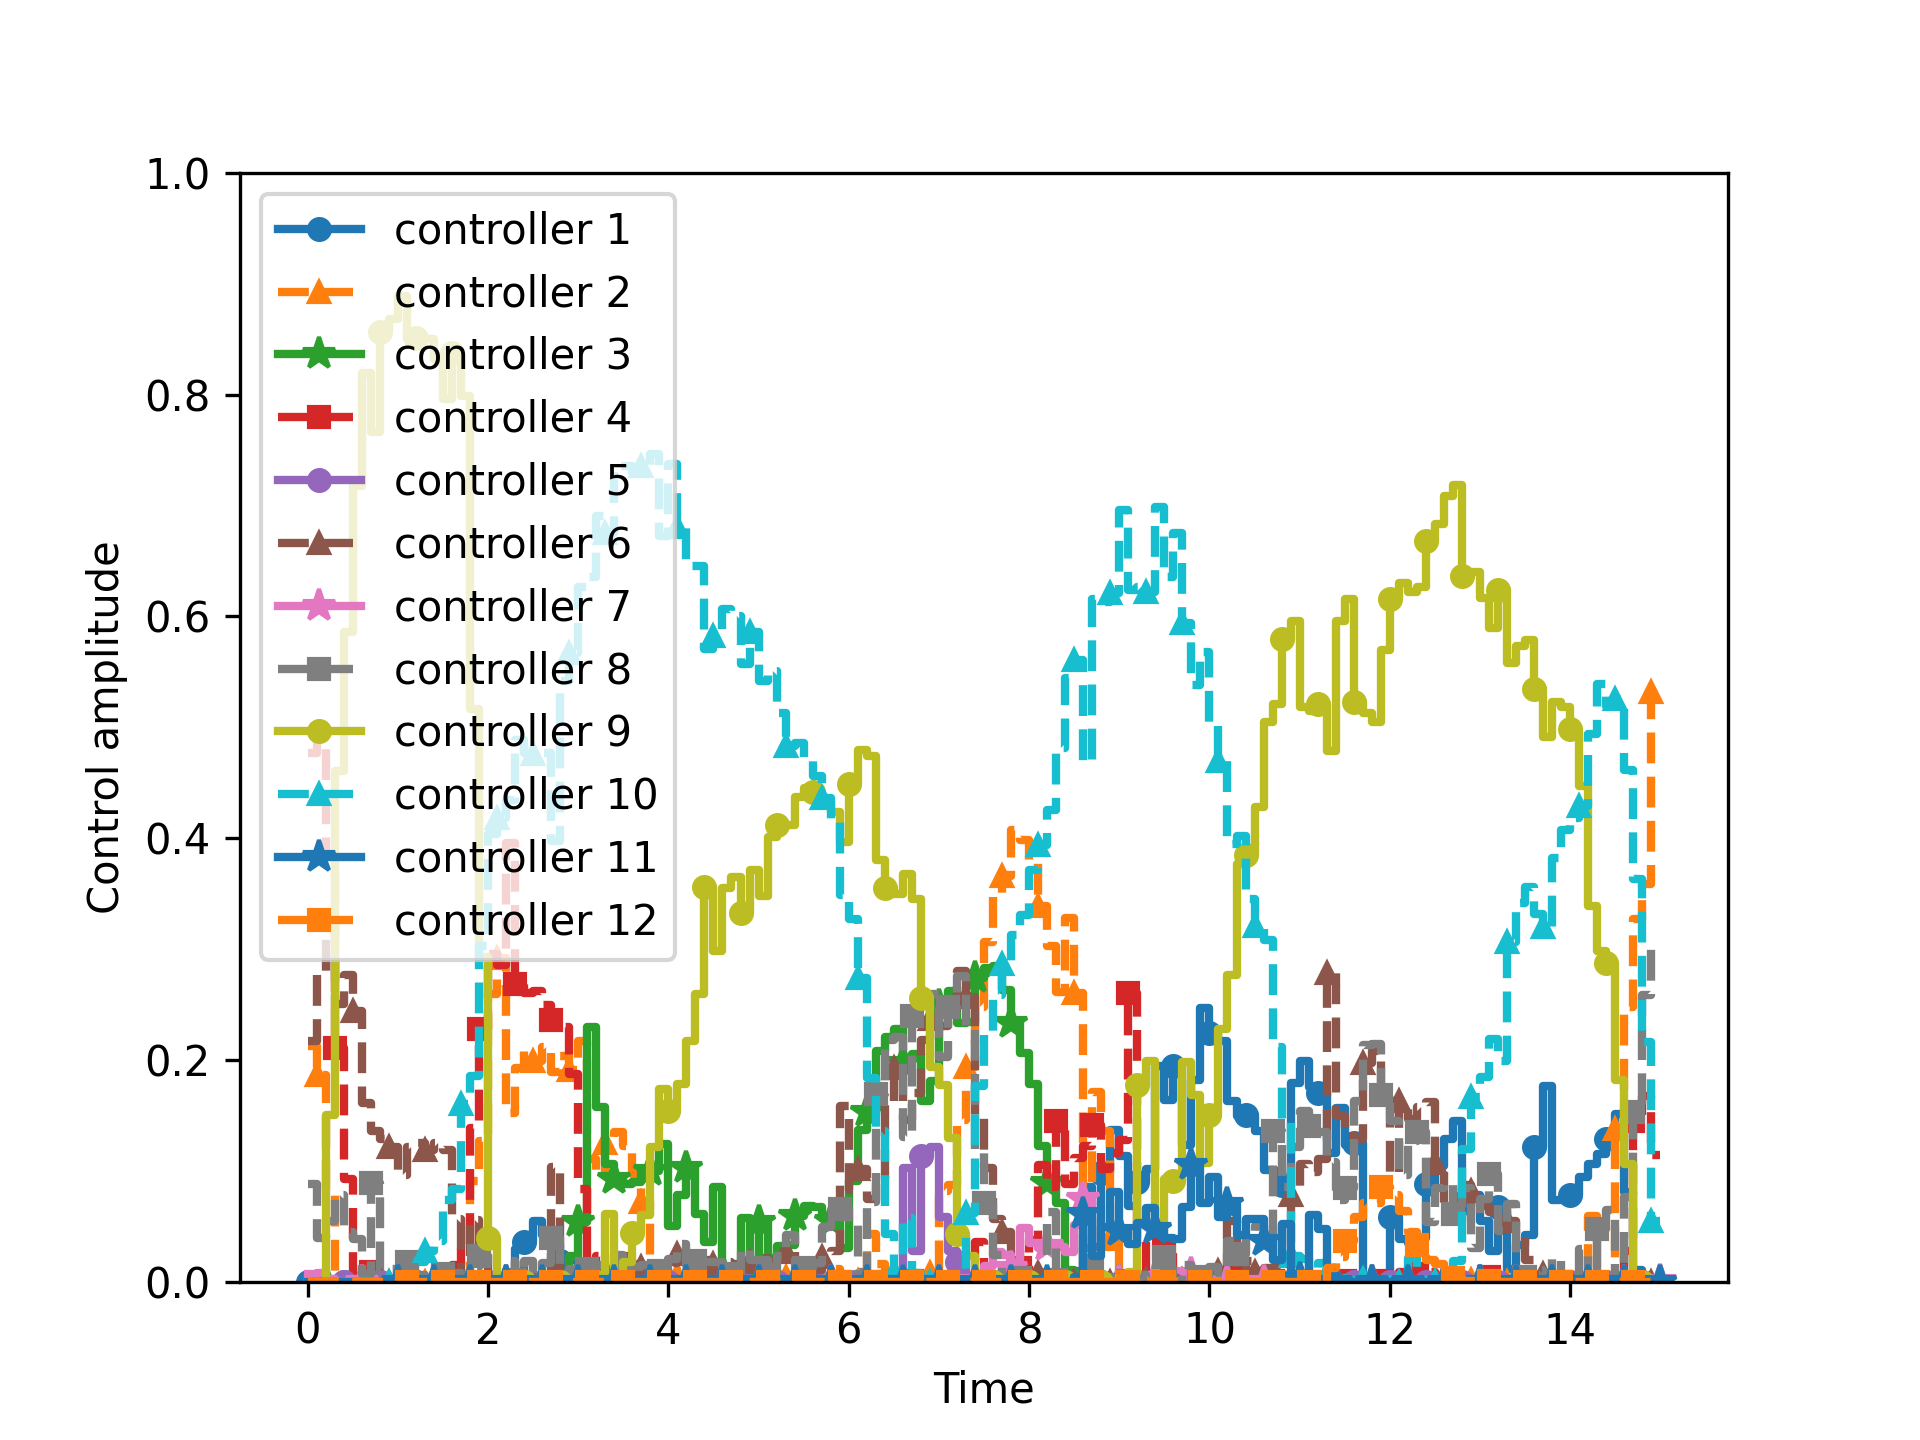 1.0
0.8
0.6
0.4
0.2
0.0
Control amplitude
controller 1
controller 2
controller 3
controller 4
controller 5
controller 6
controller 7
controller 8
controller 9
controller 10
controller 11
controller 12
0 2 4 6 8 10 12 14
Time